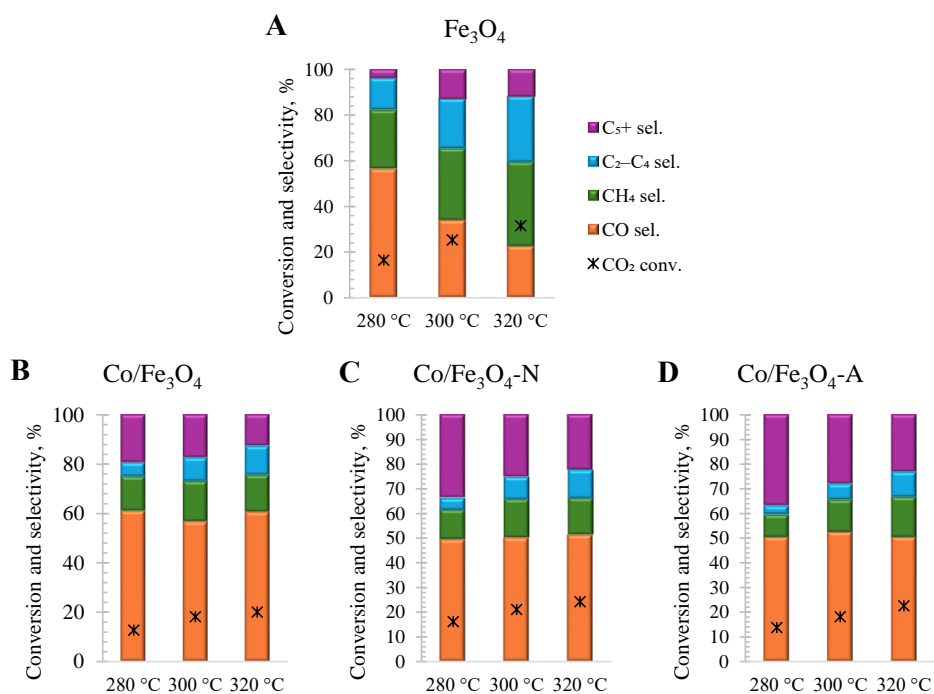 A
Fe₃O₄
Conversion and selectivity, %
100
80
60
40
20
0
280 °C 300 °C 320 °C
C₅+ sel.
C₂–C₄ sel.
CH₄ sel.
CO sel.
CO₂ conv.
B
Co/Fe₃O₄
Conversion and selectivity, %
100
80
60
40
20
0
280 °C 300 °C 320 °C
C
Co/Fe₃O₄-N
Conversion and selectivity, %
100
90
80
70
60
50
40
30
20
10
0
280 °C 300 °C 320 °C
D
Co/Fe₃O₄-A
Conversion and selectivity, %
100
90
80
70
60
50
40
30
20
10
0
280 °C 300 °C 320 °C